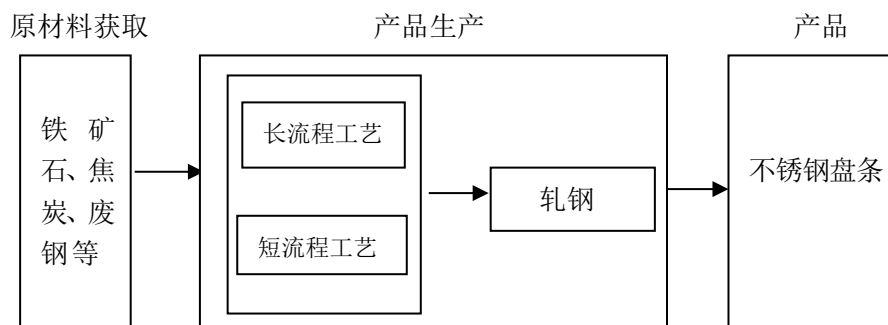 原材料获取
产品生产
产品
铁矿
石、焦
炭、废
钢等
长流程工艺
短流程工艺
轧钢
不锈钢盘条